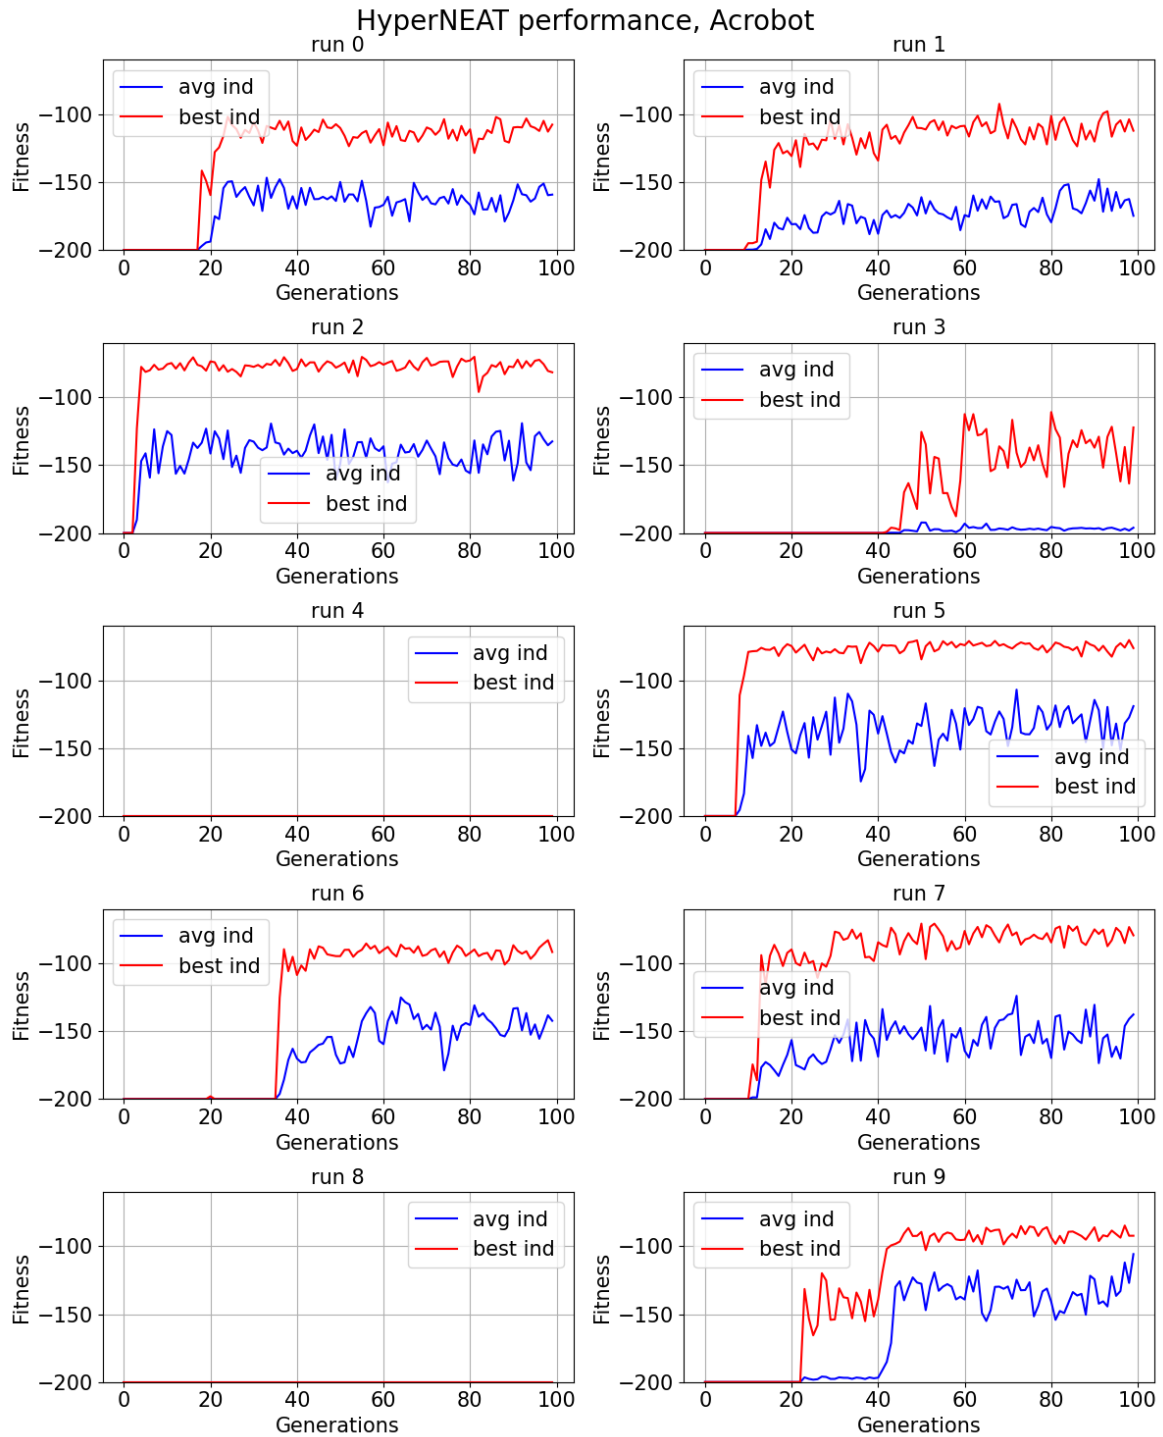 HyperNEAT performance, Acrobot
run 0
avg ind
best ind
−100
−150
−200
Fitness
0 20 40 60 80 100
Generations
run 1
avg ind
best ind
−100
−150
−200
Fitness
0 20 40 60 80 100
Generations
run 2
−100
−150
−200
Fitness
avg ind
best ind
0 20 40 60 80 100
Generations
run 3
avg ind
best ind
−100
−150
−200
Fitness
0 20 40 60 80 100
Generations
run 4
avg ind
best ind
−100
−150
−200
Fitness
0 20 40 60 80 100
Generations
run 5
−100
−150
−200
Fitness
avg ind
best ind
0 20 40 60 80 100
Generations
run 6
avg ind
best ind
−100
−150
−200
Fitness
0 20 40 60 80 100
Generations
run 7
−100
−150
−200
Fitness
avg ind
best ind
0 20 40 60 80 100
Generations
run 8
avg ind
best ind
−100
−150
−200
Fitness
0 20 40 60 80 100
Generations
run 9
avg ind
best ind
−100
−150
−200
Fitness
0 20 40 60 80 100
Generations